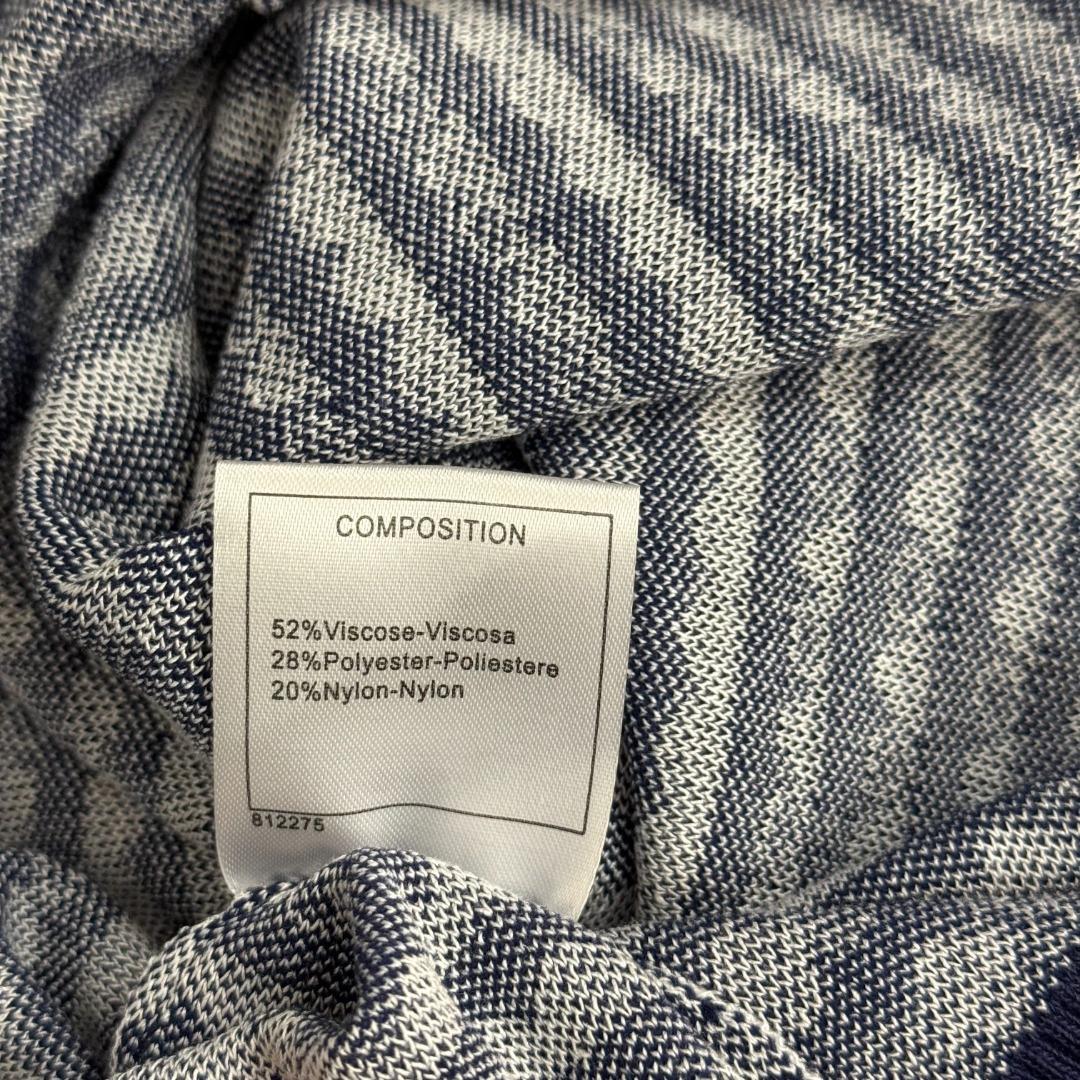 COMPOSITION
52%Viscose-Viscosa
28%Polyester-Poliestere
20%Nylon-Nylon
812275